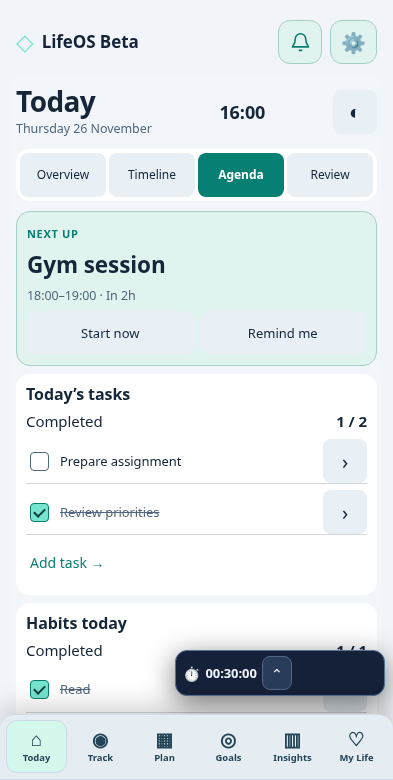 LifeOS Beta
Today
Thursday 26 November
16:00
Overview
Timeline
Agenda
Review
NEXT UP
Gym session
18:00–19:00 · In 2h
Start now
Remind me
Today’s tasks
Completed
1 / 2
Prepare assignment
Review priorities
Add task →
Habits today
Completed
1 / 1
00:30:00
Read
Today
Track
Plan
Goals
Insights
My Life